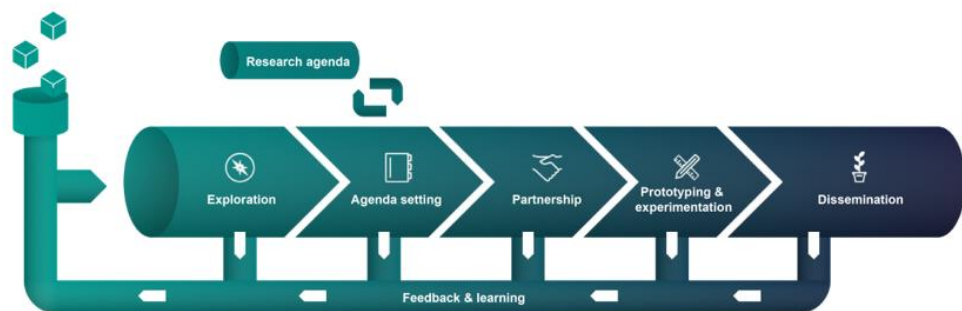 Research agenda
Exploration
Agenda setting
Partnership
Prototyping &
experimentation
Dissemination
Feedback & learning